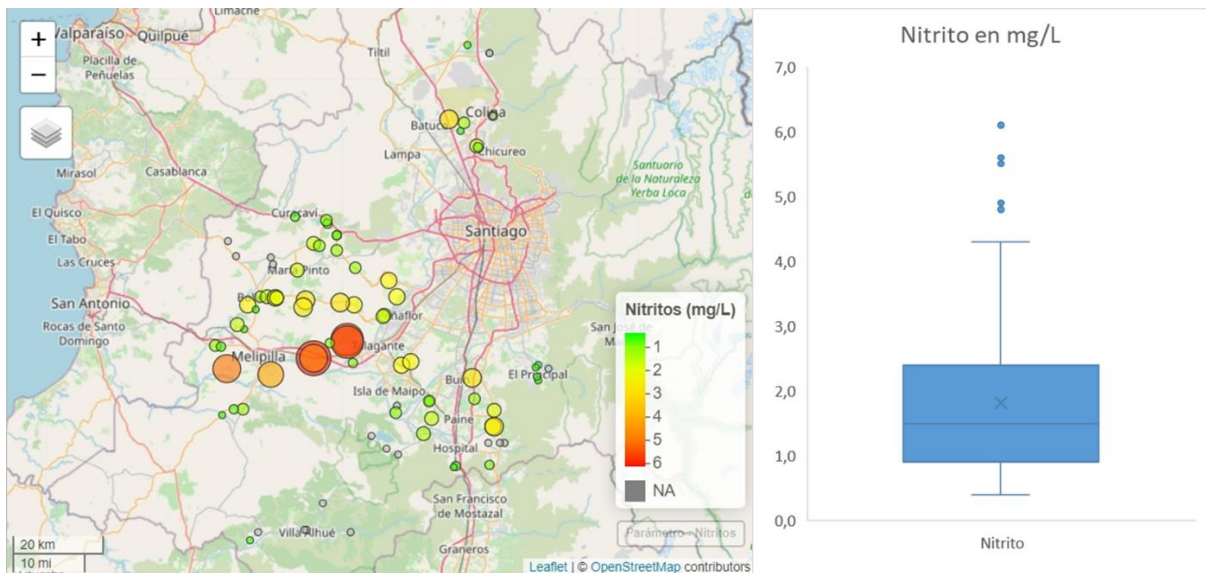 +
−
Valparaíso
Quilpué
Limache
Placilla de
Peñuelas
Tiltil
Colina
Batuco
Lampa
Chicureo
Mirasol
Casablanca
Santuario
de la Naturaleza
Yerba Loca
El Quisco
Curacaví
El Tabo
Santiago
Las Cruces
María Pinto
San Antonio
Rocas de Santo
Domingo
Melipilla
Talagante
Isla de Maipo
Buin
El Principal
Paine
Hospital
San Francisco
de Mostazal
Villa Alhué
Graneros
Nitritos (mg/L)
1
2
3
4
5
6
NA
Parámetro - Nitritos
20 km
10 mi
Leaflet | © OpenStreetMap contributors
Nitrito en mg/L
7,0
6,0
5,0
4,0
3,0
2,0
1,0
0,0
Nitrito